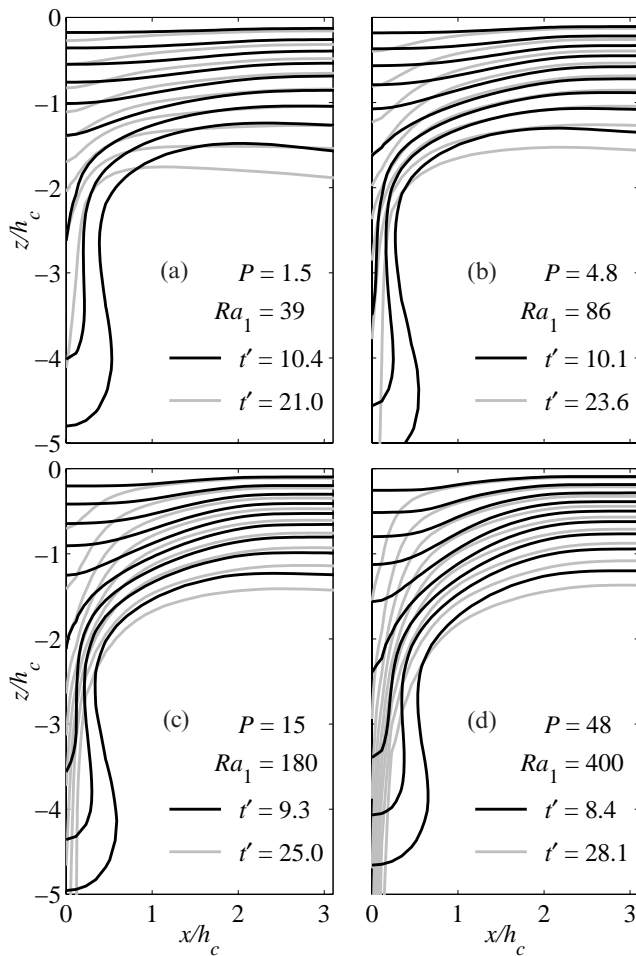 0
−1
−2
−3
−4
−5
z/h_c
(a)
P = 1.5
Ra_1 = 39
t′ = 10.4
t′ = 21.0
(b)
P = 4.8
Ra_1 = 86
t′ = 10.1
t′ = 23.6
0
−1
−2
−3
−4
−5
z/h_c
(c)
P = 15
Ra_1 = 180
t′ = 9.3
t′ = 25.0
0 1 2 3
x/h_c
(d)
P = 48
Ra_1 = 400
t′ = 8.4
t′ = 28.1
0 1 2 3
x/h_c